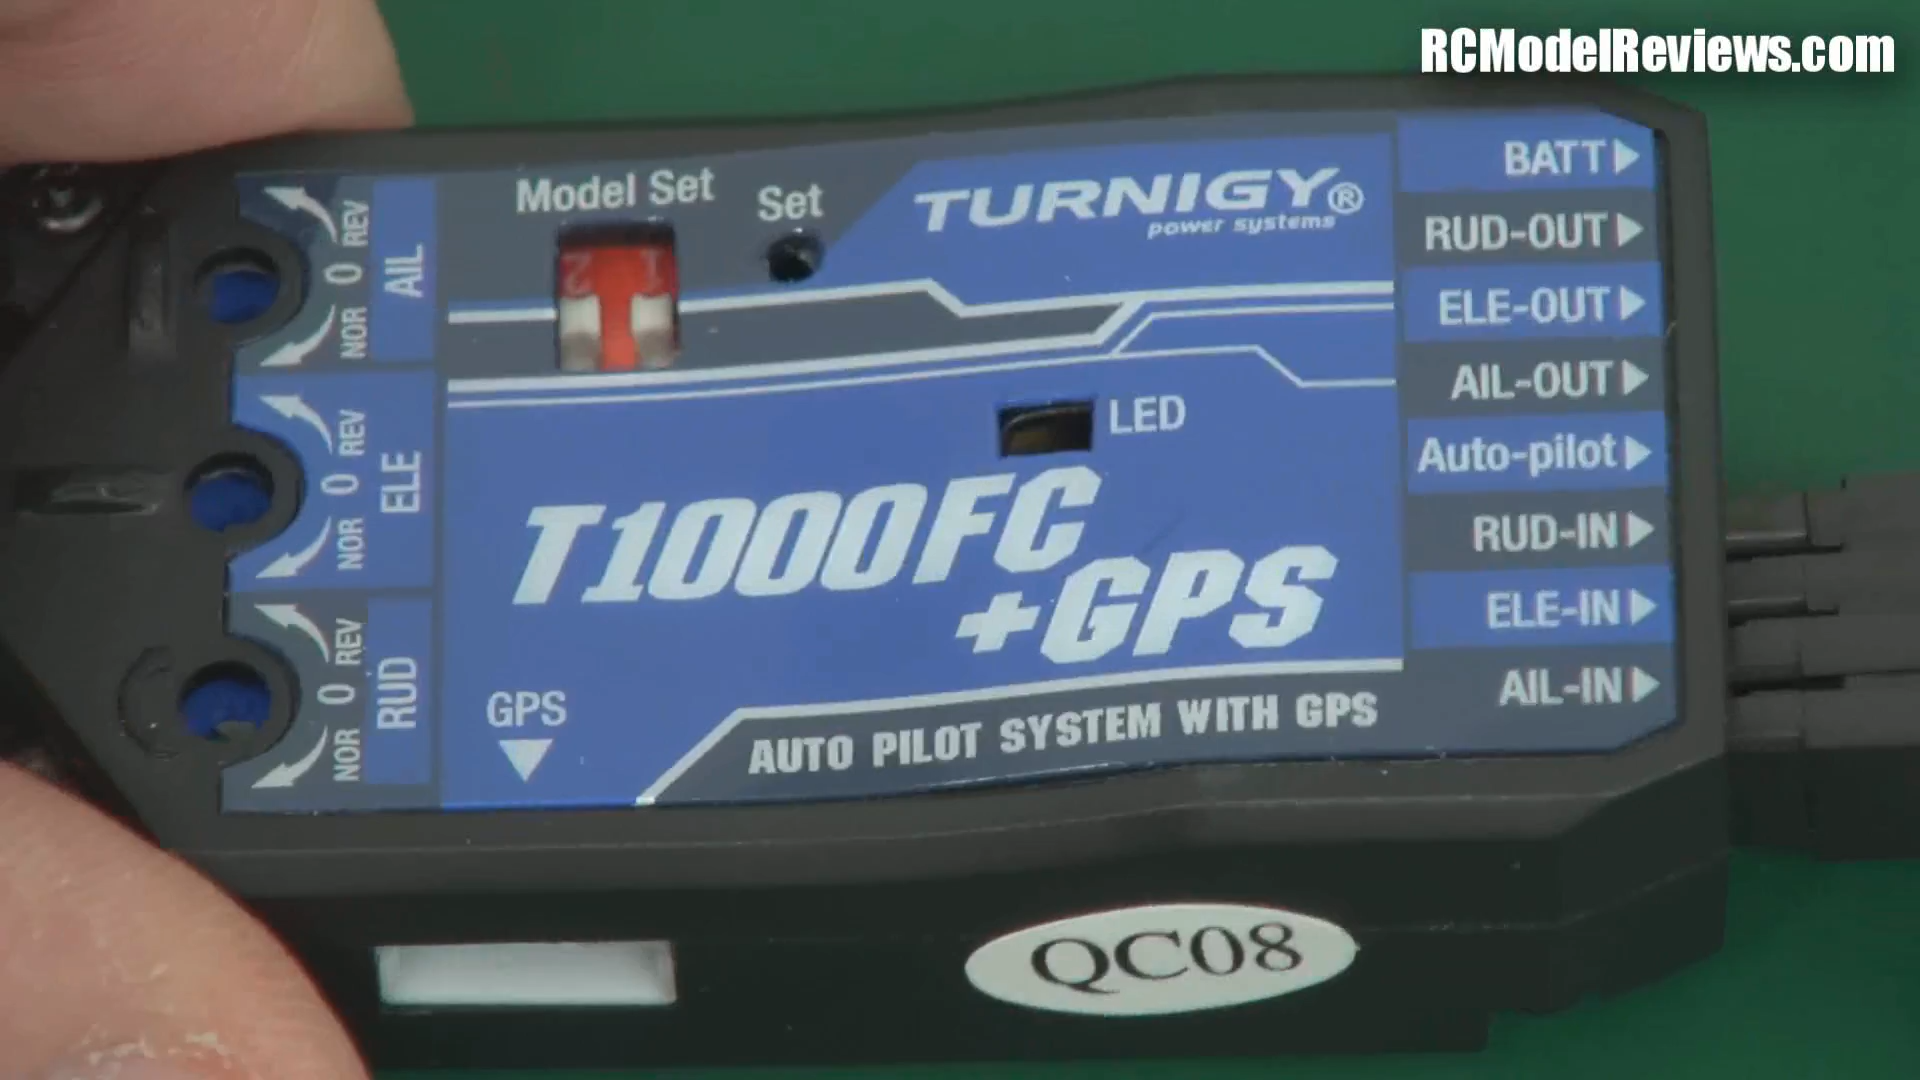 RCModelReviews.com
Model Set
Set
2 1
TURNIGY®
power systems
LED
T1000FC
+GPS
GPS
AUTO PILOT SYSTEM WITH GPS
REV
0
NOR
AIL
REV
0
NOR
ELE
REV
0
NOR
RUD
BATT
RUD-OUT
ELE-OUT
AIL-OUT
Auto-pilot
RUD-IN
ELE-IN
AIL-IN
QC08